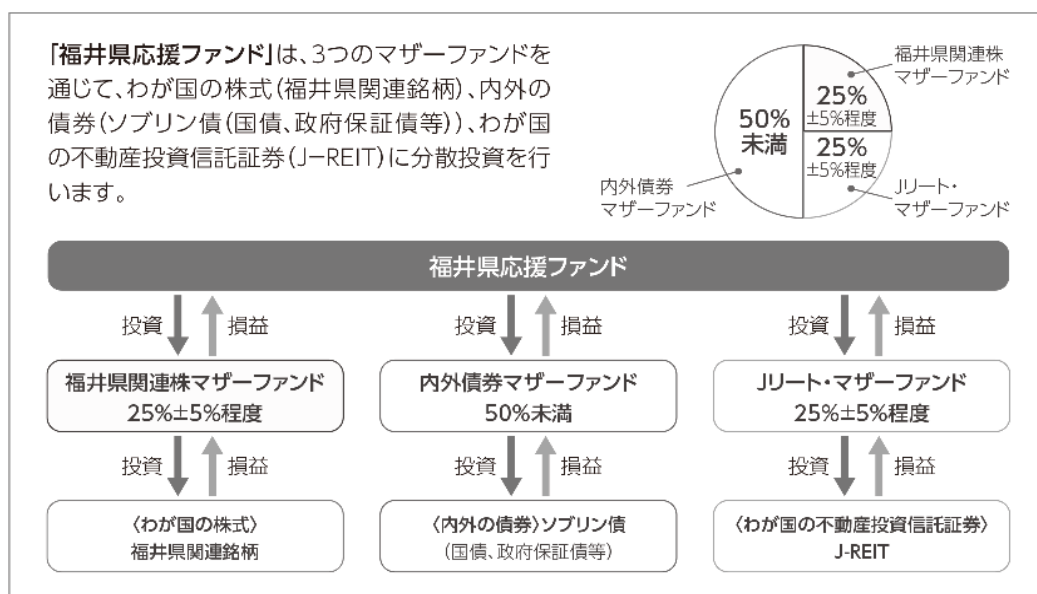 「福井県応援ファンド」は、3つのマザーファンドを
通じて、わが国の株式(福井県関連銘柄)、内外の
債券(ソブリン債(国債、政府保証債等))、わが国
の不動産投資信託証券(J−REIT)に分散投資を行
います。
福井県関連株
マザーファンド
25%
±5%程度
50%
未満
25%
±5%程度
内外債券
マザーファンド
Jリート・
マザーファンド
福井県応援ファンド
投資 損益 投資 損益 投資 損益
福井県関連株マザーファンド 内外債券マザーファンド Jリート・マザーファンド
25%±5%程度 50%未満 25%±5%程度
投資 損益 投資 損益 投資 損益
〈わが国の株式〉 〈内外の債券〉ソブリン債 〈わが国の不動産投資信託証券〉
福井県関連銘柄 (国債、政府保証債等) J-REIT